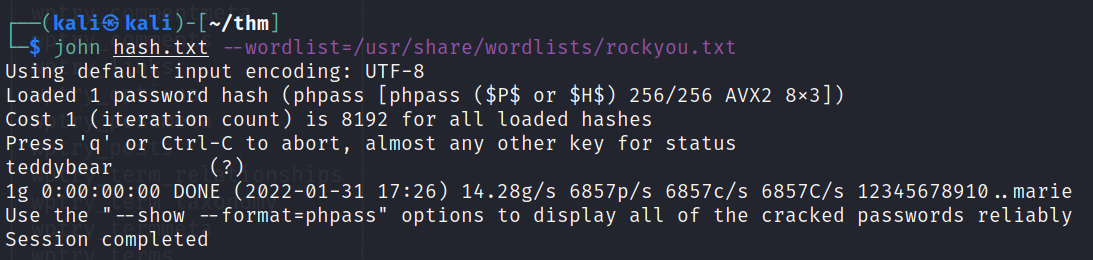 ┌──(kali㉿kali)-[~/thm]
└─$ john hash.txt --wordlist=/usr/share/wordlists/rockyou.txt
Using default input encoding: UTF-8
Loaded 1 password hash (phpass [phpass ($P$ or $H$) 256/256 AVX2 8×3])
Cost 1 (iteration count) is 8192 for all loaded hashes
Press 'q' or Ctrl-C to abort, almost any other key for status
teddybear        (?)
1g 0:00:00:00 DONE (2022-01-31 17:26) 14.28g/s 6857p/s 6857c/s 6857C/s 12345678910..marie
Use the "--show --format=phpass" options to display all of the cracked passwords reliably
Session completed